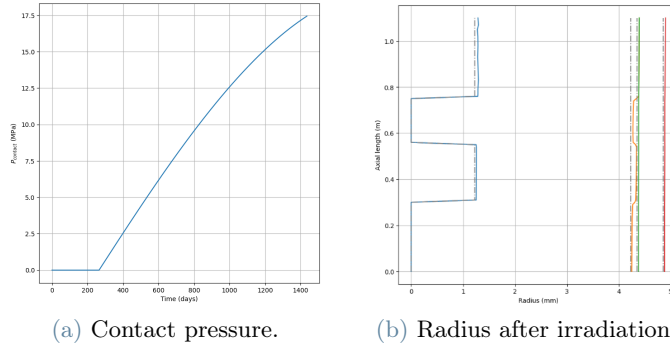 17.5
15.0
12.5
10.0
7.5
5.0
2.5
0.0
P_contact (MPa)
0 200 400 600 800 1000 1200 1400
Time (days)
(a) Contact pressure.
1.0
0.8
0.6
0.4
0.2
0.0
Axial length (m)
0 1 2 3 4 5
Radius (mm)
(b) Radius after irradiation